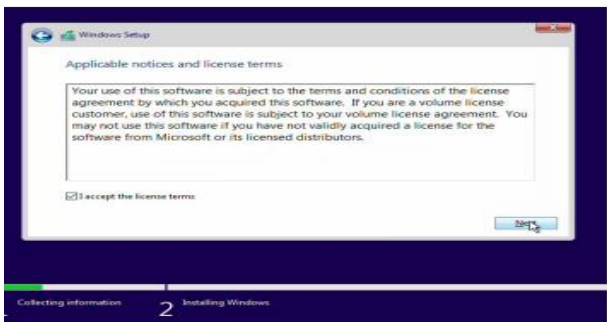 Windows Setup
Applicable notices and license terms
Your use of this software is subject to the terms and conditions of the license
agreement by which you acquired this software. If you are a volume license
customer, use of this software is subject to your volume license agreement. You
may not use this software if you have not validly acquired a license for the
software from Microsoft or its licensed distributors.
I accept the license terms
Next
Collecting information
2 Installing Windows